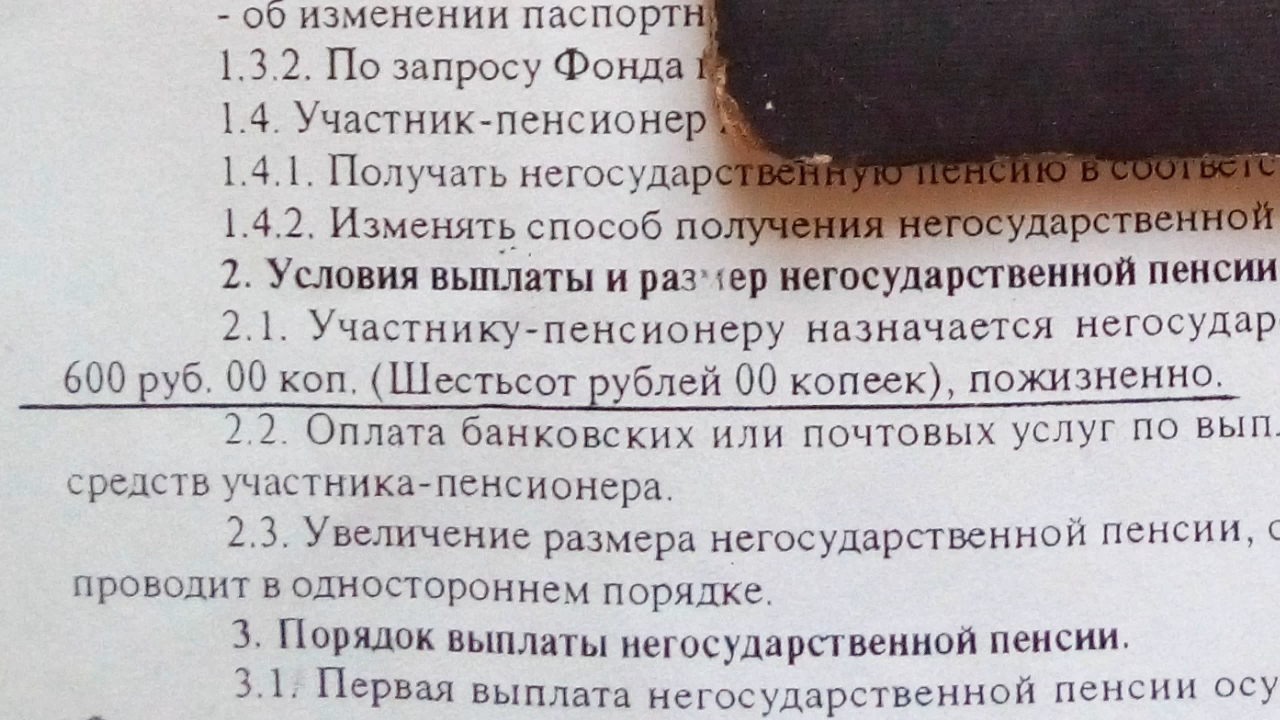 - об изменении паспортн
1.3.2. По запросу Фонда
1.4. Участник-пенсионер
1.4.1. Получать негосударственную пенсию в соответс
1.4.2. Изменять способ получения негосударственной
2. Условия выплаты и размер негосударственной пенсии
2.1. Участнику-пенсионеру назначается негосудар
600 руб. 00 коп. (Шестьсот рублей 00 копеек), пожизненно.
2.2. Оплата банковских или почтовых услуг по вып
средств участника-пенсионера.
2.3. Увеличение размера негосударственной пенсии,
проводит в одностороннем порядке.
3. Порядок выплаты негосударственной пенсии.
3.1. Первая выплата негосударственной пенсии осу